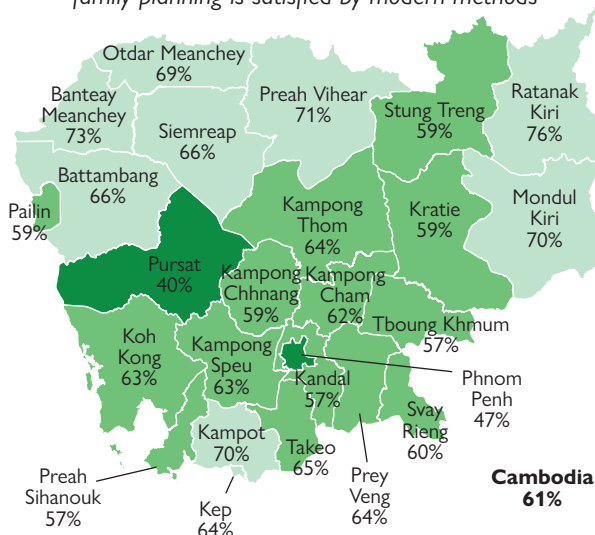 family planning is satisfied by modern methods
Otdar Meanchey
69%
Banteay
Meanchey
73%
Siemreap
66%
Preah Vihear
71%
Stung Treng
59%
Ratanak
Kiri
76%
Battambang
66%
Pailin
59%
Kampong
Thom
64%
Kratie
59%
Mondul
Kiri
70%
Pursat
40%
Kampong
Chhnang
59%
Kampong
Cham
62%
Tboung Khmum
57%
Koh
Kong
63%
Kampong
Speu
63%
Kandal
57%
Phnom
Penh
47%
Svay
Rieng
60%
Kampot
70%
Takeo
65%
Prey
Veng
64%
Preah
Sihanouk
57%
Kep
64%
Cambodia
61%